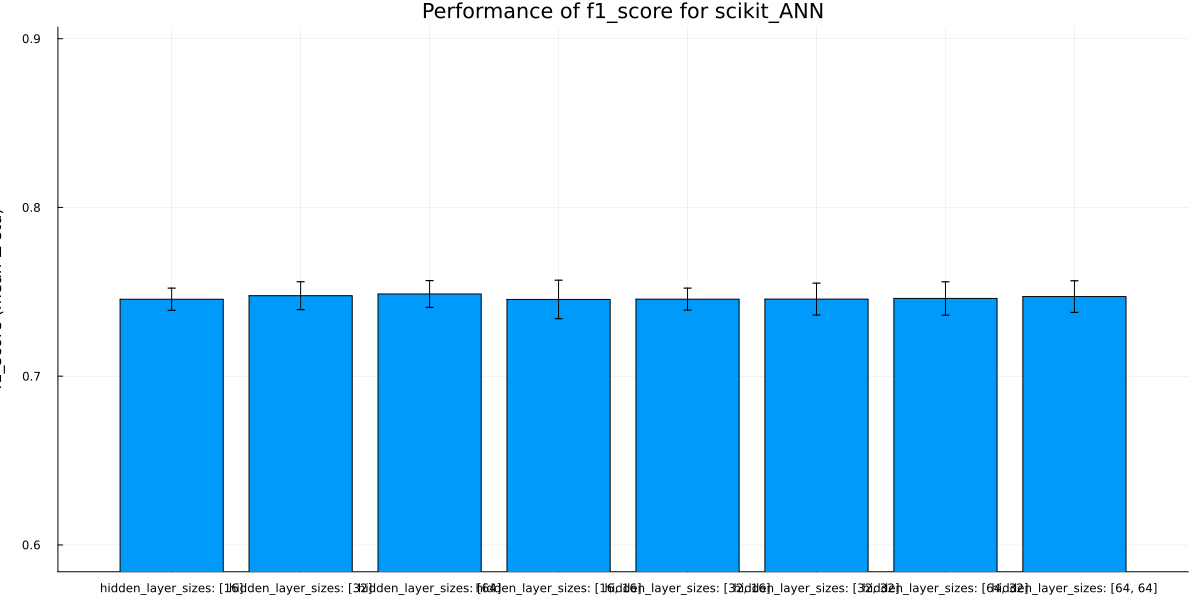 Performance of f1_score for scikit_ANN
0.9
0.8
0.7
0.6
hidden_layer_sizes: [16]
hidden_layer_sizes: [32]
hidden_layer_sizes: [64]
hidden_layer_sizes: [16, 16]
hidden_layer_sizes: [32, 16]
hidden_layer_sizes: [32, 32]
hidden_layer_sizes: [64, 32]
hidden_layer_sizes: [64, 64]